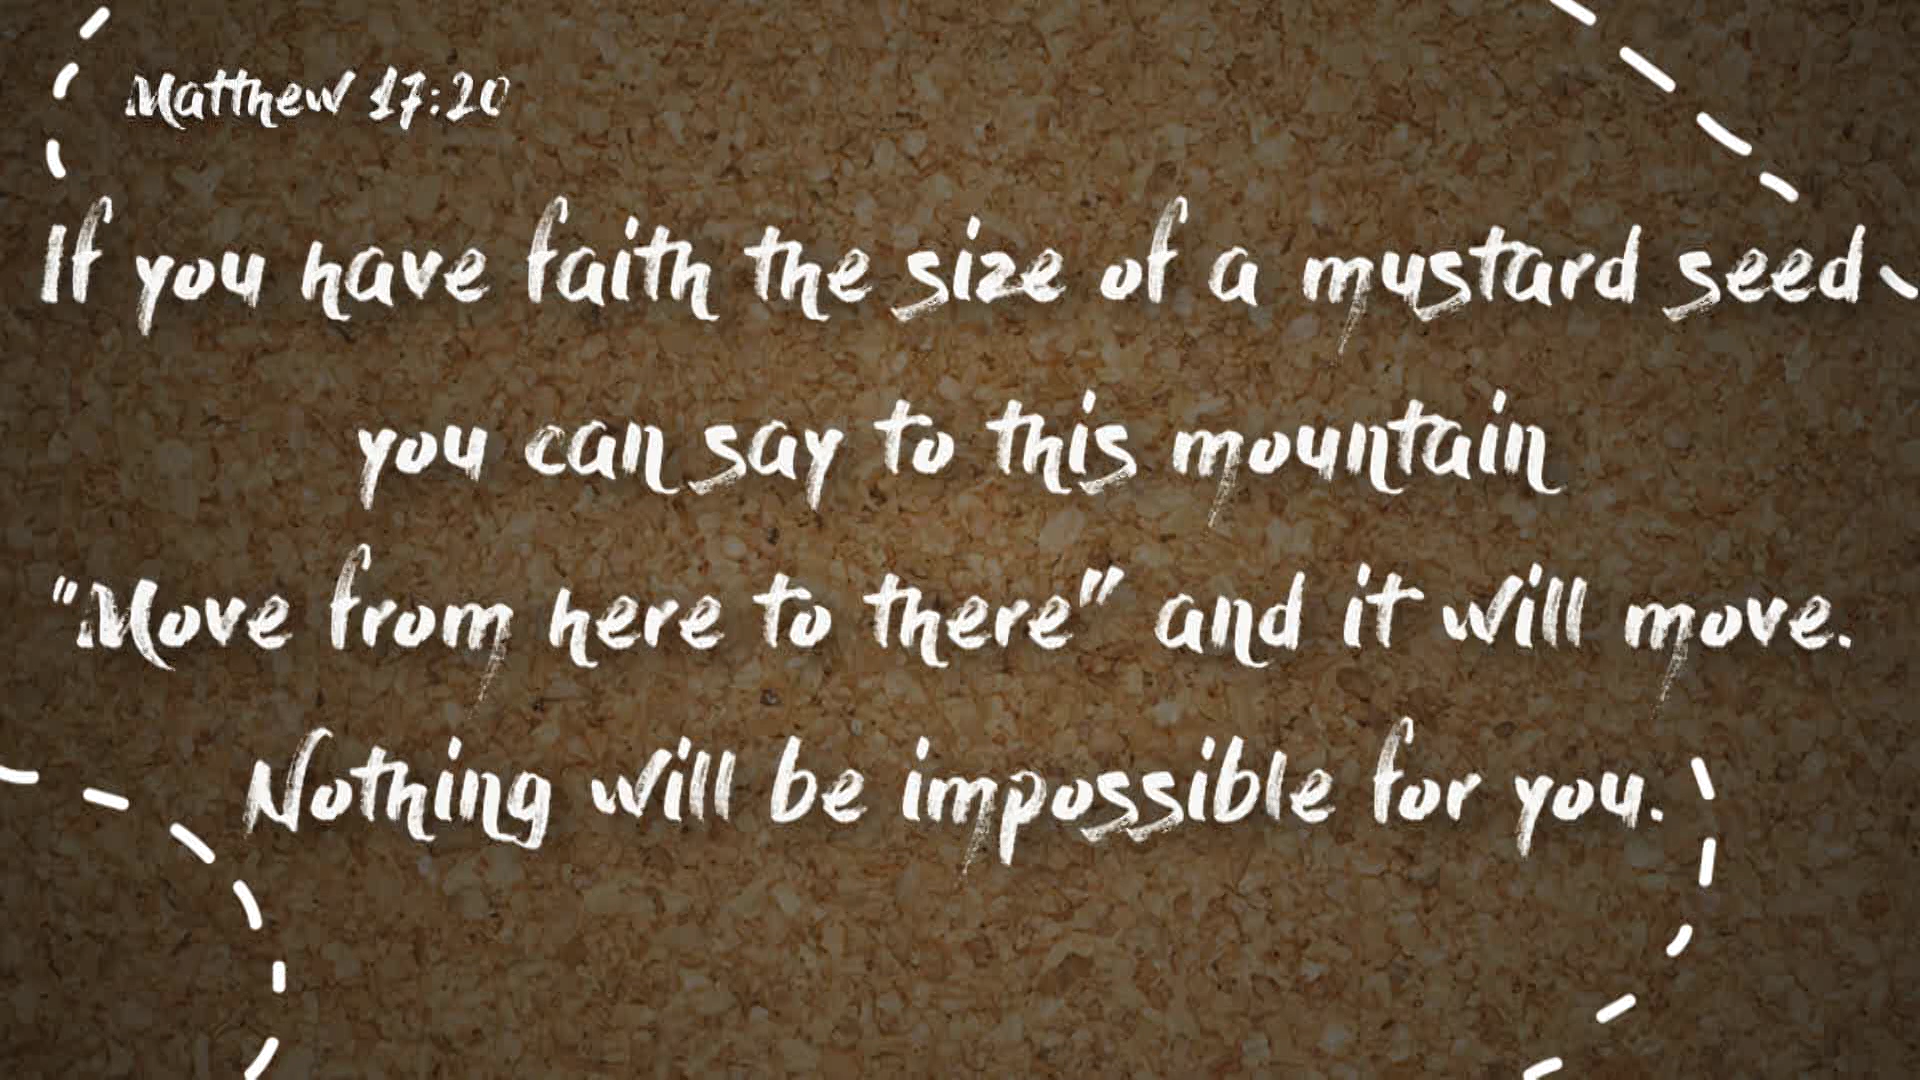 Matthew 17:20
If you have faith the size of a mustard seed
you can say to this mountain
"Move from here to there" and it will move.
Nothing will be impossible for you.